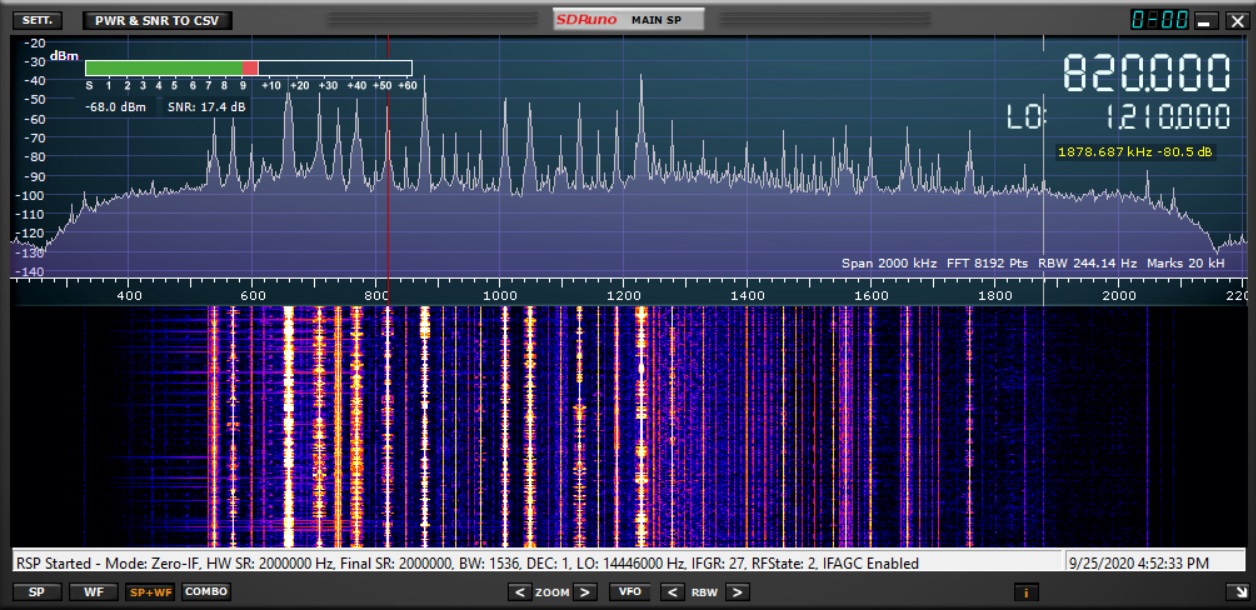 SETT. PWR & SNR TO CSV SDRuno MAIN SP 0-00
-20
dBm
-30
-40
S 1 2 3 4 5 6 7 8 9 +10 +20 +30 +40 +50 +60
-50
-68.0 dBm SNR: 17.4 dB
-60
-70
-80
-90
-100
-110
-120
-130
-140
820.000
LO: 1.210.000
1878.687 kHz -80.5 dB
Span 2000 kHz FFT 8192 Pts RBW 244.14 Hz Marks 20 kH
400 600 800 1000 1200 1400 1600 1800 2000 220
RSP Started - Mode: Zero-IF, HW SR: 2000000 Hz, Final SR: 2000000, BW: 1536, DEC: 1, LO: 14446000 Hz, IFGR: 27, RFState: 2, IFAGC Enabled 9/25/2020 4:52:33 PM
SP WF SP+WF COMBO < ZOOM > VFO < RBW > i